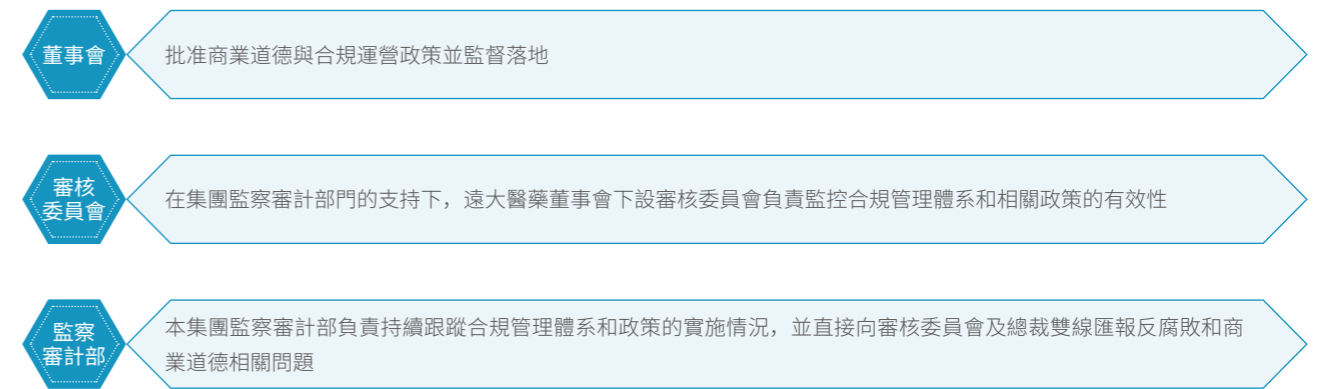 董事會
批准商業道德與合規運營政策並監督落地
審核
委員會
在集團監察審計部門的支持下，遠大醫藥董事會下設審核委員會負責監控合規管理體系和相關政策的有效性
監察
審計部
本集團監察審計部負責持續跟蹤合規管理體系和政策的實施情況，並直接向審核委員會及總裁雙線匯報反腐敗和商
業道德相關問題